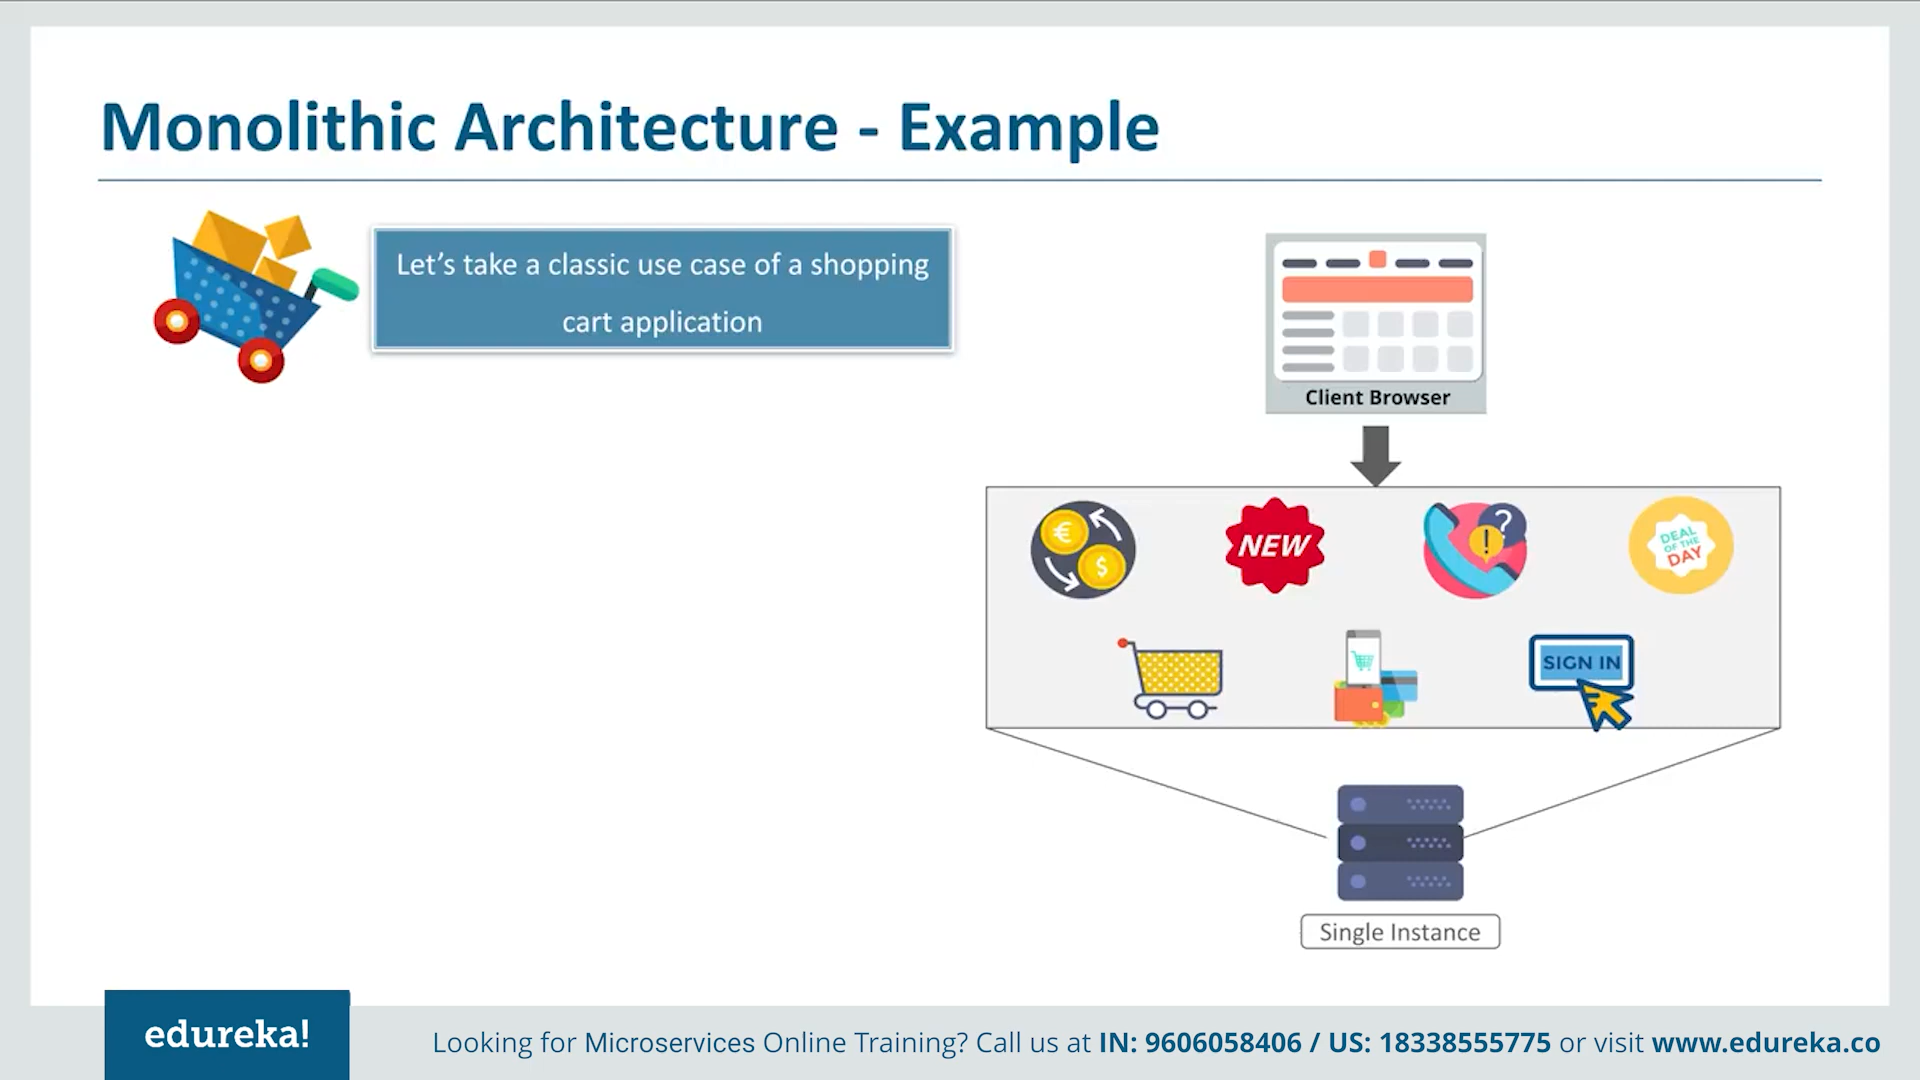 Monolithic Architecture - Example
Let's take a classic use case of a shopping
cart application
Client Browser
€
$
NEW
?
!
DEAL
OF THE
DAY
SIGN IN
Single Instance
edureka!
Looking for Microservices Online Training? Call us at IN: 9606058406 / US: 18338555775 or visit www.edureka.co